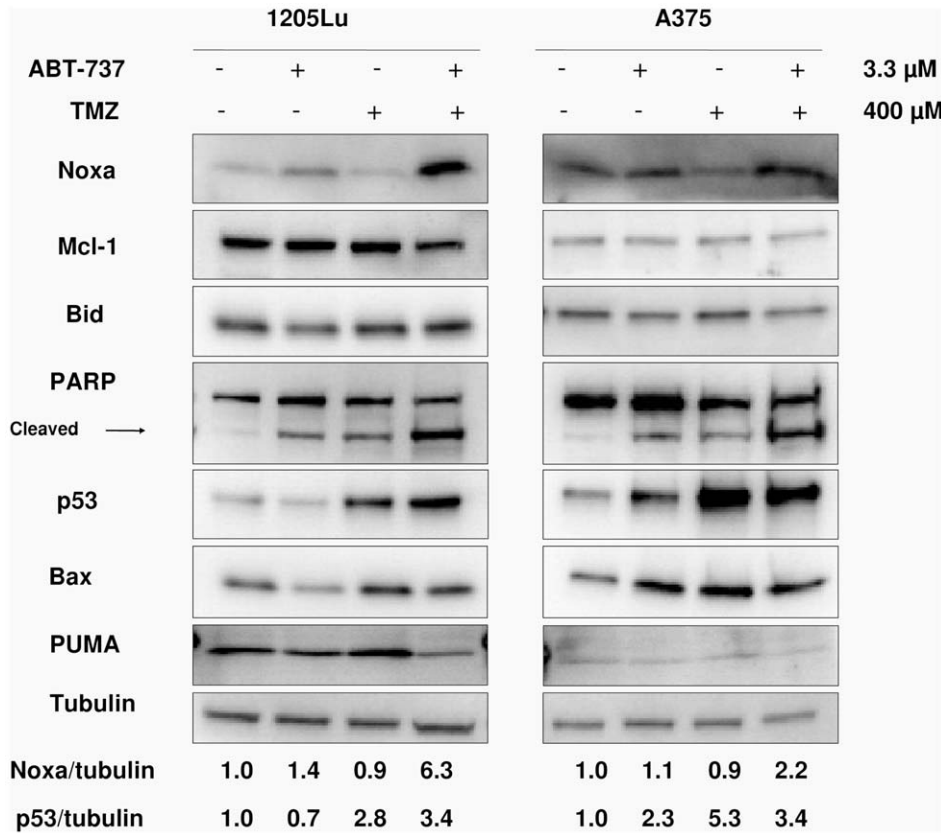 1205Lu A375
ABT-737 - + - + - + - + 3.3 µM
TMZ - - + + - - + + 400 µM
Noxa
Mcl-1
Bid
PARP
Cleaved
p53
Bax
PUMA
Tubulin
Noxa/tubulin 1.0 1.4 0.9 6.3 1.0 1.1 0.9 2.2
p53/tubulin 1.0 0.7 2.8 3.4 1.0 2.3 5.3 3.4